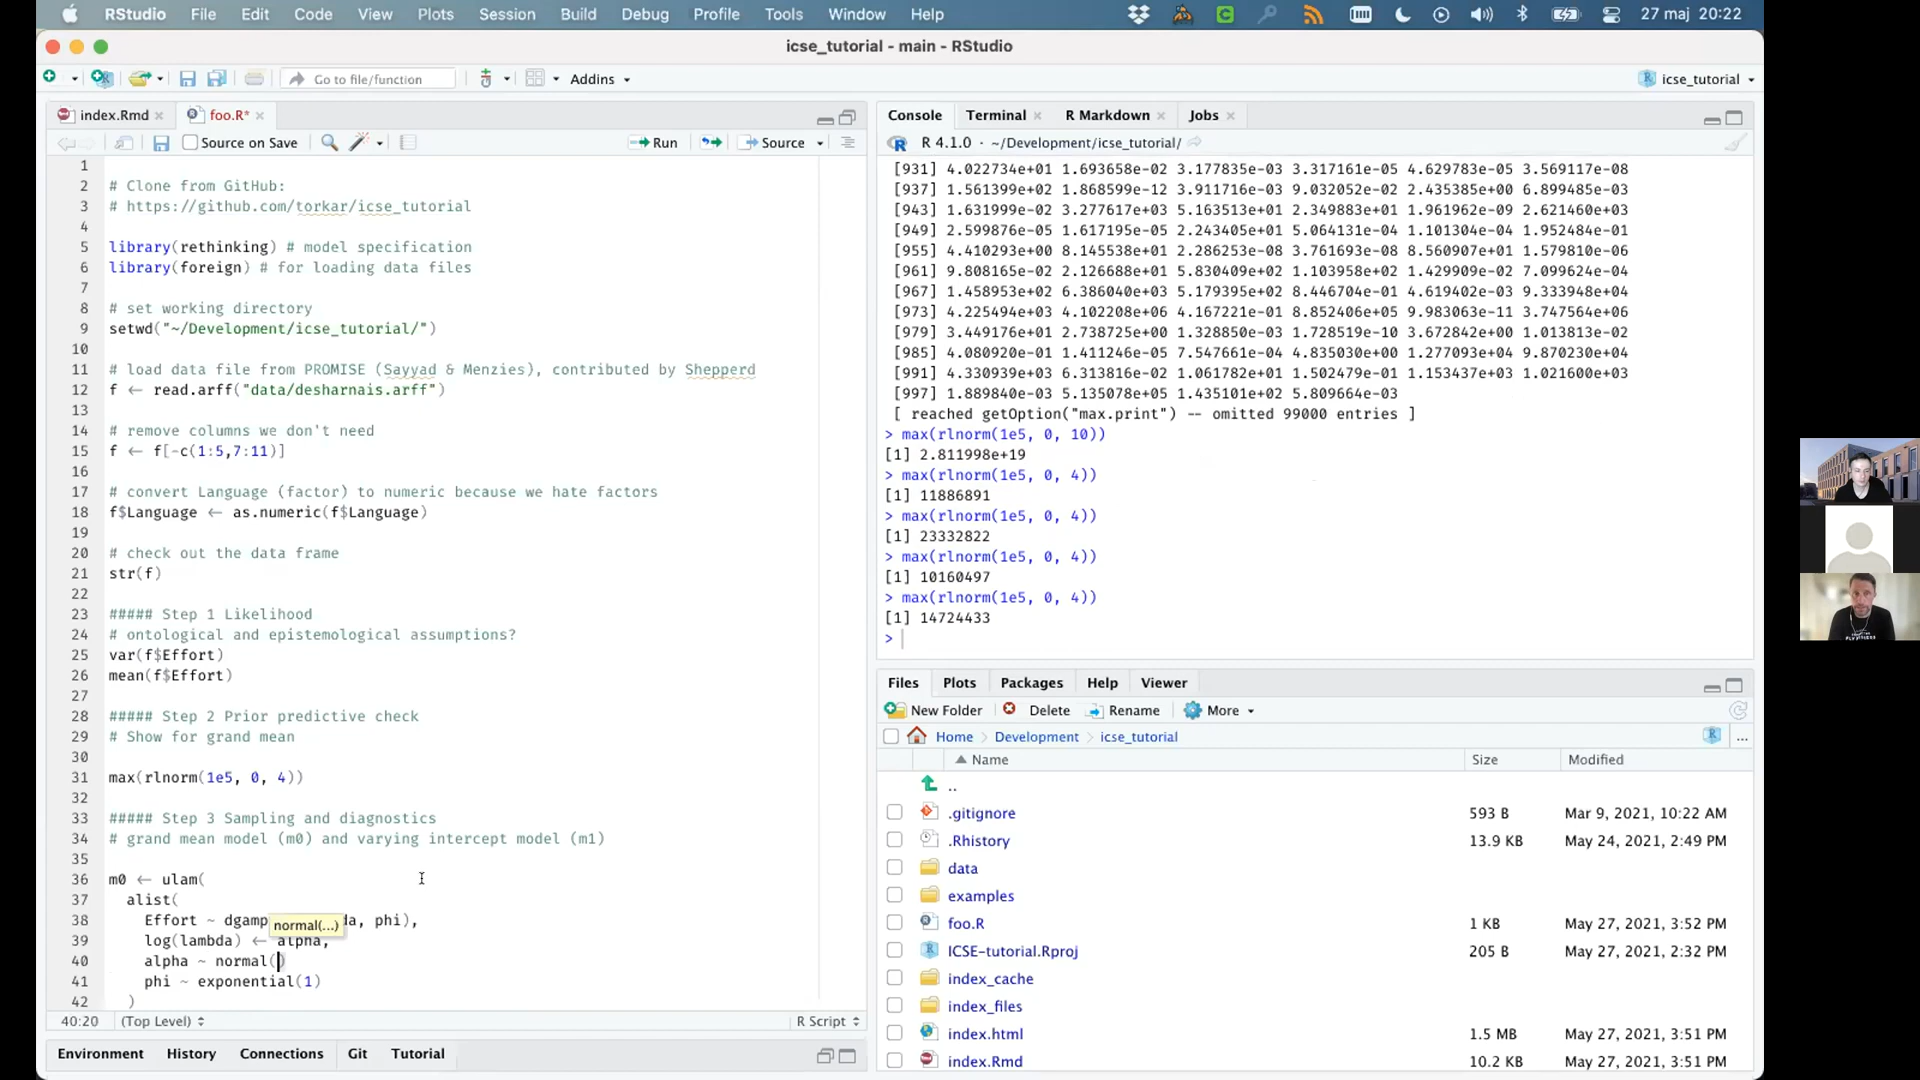 RStudio File Edit Code View Plots Session Build Debug Profile Tools Window Help 27 maj 20:22
icse_tutorial - main - RStudio
Go to file/function Addins icse_tutorial
index.Rmd foo.R*
Source on Save Run Source
1
2 # Clone from GitHub:
3 # https://github.com/torkar/icse_tutorial
4
5 library(rethinking) # model specification
6 library(foreign) # for loading data files
7
8 # set working directory
9 setwd("~/Development/icse_tutorial/")
10
11 # load data file from PROMISE (Sayyad & Menzies), contributed by Shepperd
12 f <- read.arff("data/desharnais.arff")
13
14 # remove columns we don't need
15 f <- f[-c(1:5,7:11)]
16
17 # convert Language (factor) to numeric because we hate factors
18 f$Language <- as.numeric(f$Language)
19
20 # check out the data frame
21 str(f)
22
23 ##### Step 1 Likelihood
24 # ontological and epistemological assumptions?
25 var(f$Effort)
26 mean(f$Effort)
27
28 ##### Step 2 Prior predictive check
29 # Show for grand mean
30
31 max(rlnorm(1e5, 0, 4))
32
33 ##### Step 3 Sampling and diagnostics
34 # grand mean model (m0) and varying intercept model (m1)
35
36 m0 <- ulam(
37 alist(
38 Effort ~ dgamp da, phi),
normal(...)
39 log(lambda) <- alpha,
40 alpha ~ normal()
41 phi ~ exponential(1)
42 )
40:20 (Top Level) R Script
Environment History Connections Git Tutorial
Console Terminal R Markdown Jobs
R 4.1.0 · ~/Development/icse_tutorial/
[931] 4.022734e+01 1.693658e-02 3.177835e-03 3.317161e-05 4.629783e-05 3.569117e-08
[937] 1.561399e+02 1.868599e-12 3.911716e-03 9.032052e-02 2.435385e+00 6.899485e-03
[943] 1.631999e-02 3.277617e+03 5.163513e+01 2.349883e+01 1.961962e-09 2.621460e+03
[949] 2.599876e-05 1.617195e-05 2.243405e+01 5.064131e-04 1.101304e-04 1.952484e-01
[955] 4.410293e+00 8.145538e+01 2.286253e-08 3.761693e-08 8.560907e+01 1.579810e-06
[961] 9.808165e-02 2.126688e+01 5.830409e+02 1.103958e+02 1.429909e-02 7.099624e-04
[967] 1.458953e+02 6.386040e+03 5.179395e+02 8.446704e-01 4.619402e-03 9.333948e+04
[973] 4.225494e+03 4.102208e+06 4.167221e-01 8.852406e+05 9.983063e-11 3.747564e+06
[979] 3.449176e+01 2.738725e+00 1.328850e-03 1.728519e-10 3.672842e+00 1.013813e-02
[985] 4.080920e-01 1.411246e-05 7.547661e-04 4.835030e+00 1.277093e+04 9.870230e+04
[991] 4.330939e+03 6.313816e-02 1.061782e+01 1.502479e-01 1.153437e+03 1.021600e+03
[997] 1.889840e-03 5.135078e+05 1.435101e+02 5.809664e-03
[ reached getOption("max.print") -- omitted 99000 entries ]
> max(rlnorm(1e5, 0, 10))
[1] 2.811998e+19
> max(rlnorm(1e5, 0, 4))
[1] 11886891
> max(rlnorm(1e5, 0, 4))
[1] 23332822
> max(rlnorm(1e5, 0, 4))
[1] 10160497
> max(rlnorm(1e5, 0, 4))
[1] 14724433
>
Files Plots Packages Help Viewer
New Folder Delete Rename More
Home Development icse_tutorial ...
Name Size Modified
..
.gitignore 593 B Mar 9, 2021, 10:22 AM
.Rhistory 13.9 KB May 24, 2021, 2:49 PM
data
examples
foo.R 1 KB May 27, 2021, 3:52 PM
ICSE-tutorial.Rproj 205 B May 27, 2021, 2:32 PM
index_cache
index_files
index.html 1.5 MB May 27, 2021, 3:51 PM
index.Rmd 10.2 KB May 27, 2021, 3:51 PM